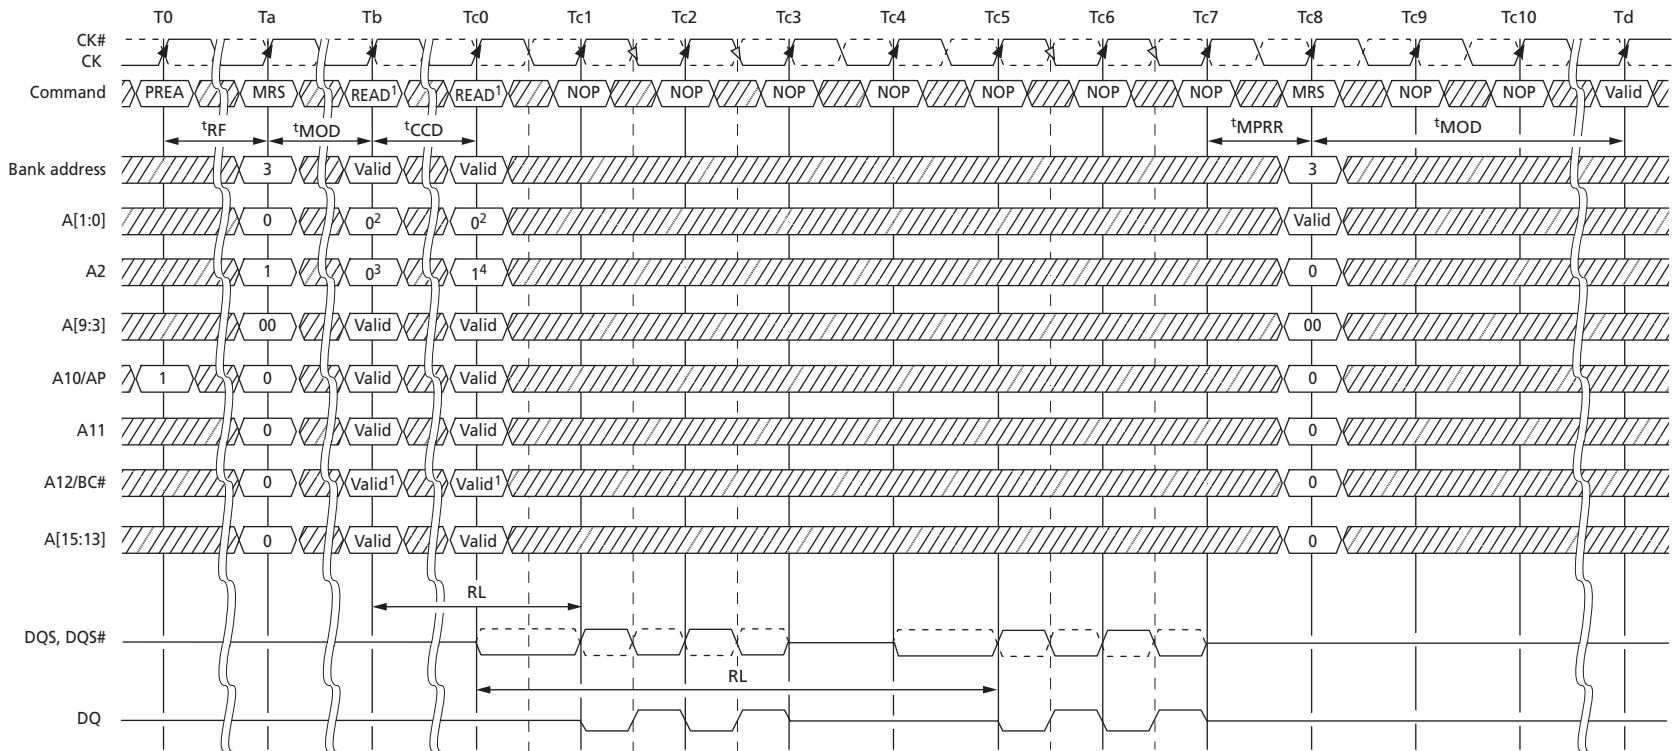 T0 Ta Tb Tc0 Tc1 Tc2 Tc3 Tc4 Tc5 Tc6 Tc7 Tc8 Tc9 Tc10 Td
CK#
CK
Command PREA MRS READ¹ READ¹ NOP NOP NOP NOP NOP NOP NOP MRS NOP NOP Valid
ᵗRF ᵗMOD ᵗCCD ᵗMPRR ᵗMOD
Bank address 3 Valid Valid 3
A[1:0] 0 0² 0² Valid
A2 1 0³ 1⁴ 0
A[9:3] 00 Valid Valid 00
A10/AP 1 0 Valid Valid 0
A11 0 Valid Valid 0
A12/BC# 0 Valid¹ Valid¹ 0
A[15:13] 0 Valid Valid 0
RL
DQS, DQS#
RL
DQ